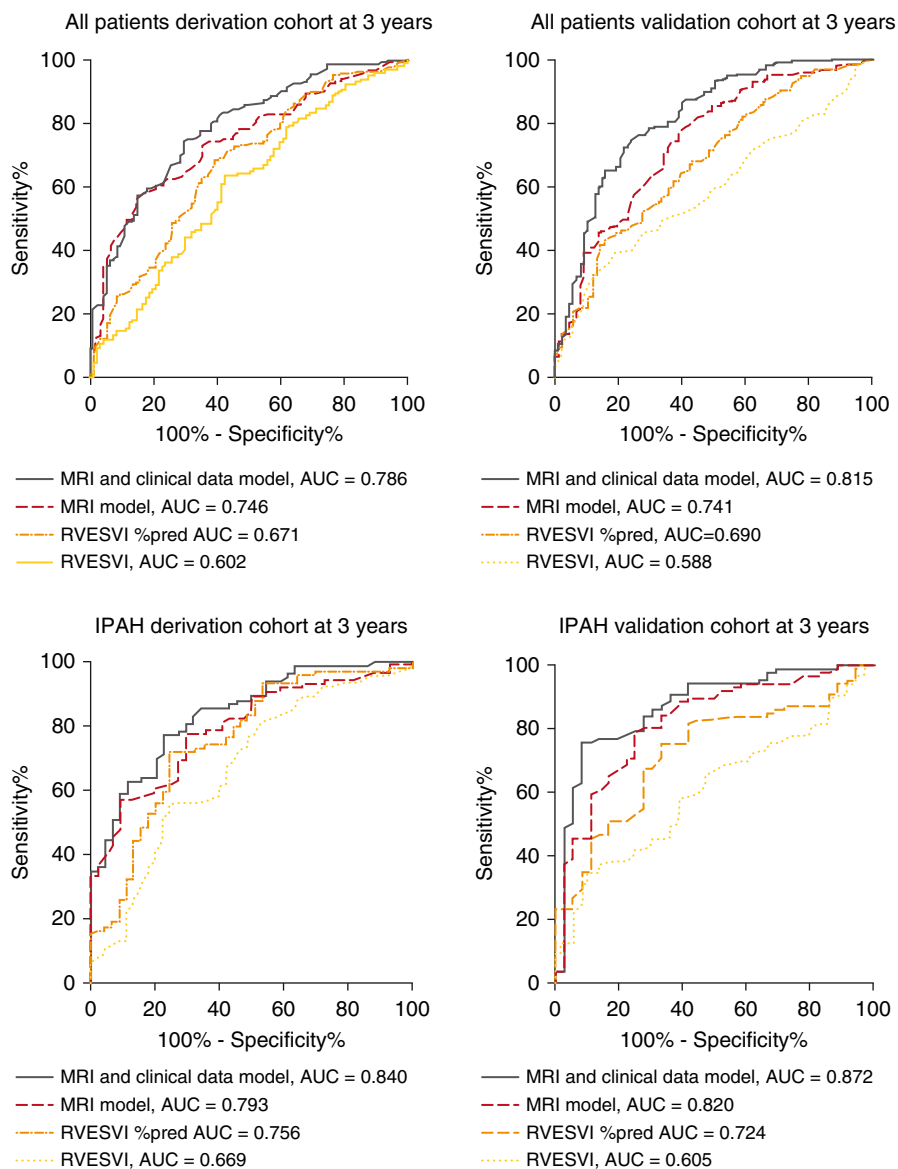 All patients derivation cohort at 3 years
100
80
60
40
20
0
Sensitivity%
0 20 40 60 80 100
100% - Specificity%
MRI and clinical data model, AUC = 0.786
MRI model, AUC = 0.746
RVESVI %pred AUC = 0.671
RVESVI, AUC = 0.602
All patients validation cohort at 3 years
100
80
60
40
20
0
Sensitivity%
0 20 40 60 80 100
100% - Specificity%
MRI and clinical data model, AUC = 0.815
MRI model, AUC = 0.741
RVESVI %pred, AUC=0.690
RVESVI, AUC = 0.588
IPAH derivation cohort at 3 years
100
80
60
40
20
0
Sensitivity%
0 20 40 60 80 100
100% - Specificity%
MRI and clinical data model, AUC = 0.840
MRI model, AUC = 0.793
RVESVI %pred AUC = 0.756
RVESVI, AUC = 0.669
IPAH validation cohort at 3 years
100
80
60
40
20
0
Sensitivity%
0 20 40 60 80 100
100% - Specificity%
MRI and clinical data model, AUC = 0.872
MRI model, AUC = 0.820
RVESVI %pred AUC = 0.724
RVESVI, AUC = 0.605